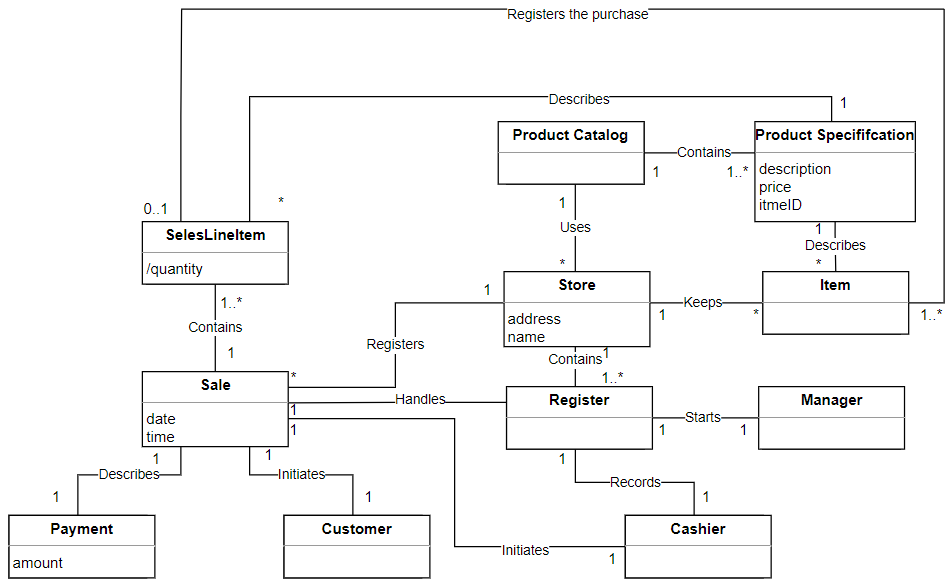 Registers the purchase
Describes
1
Product Catalog
Contains
1
1..*
Product Specififcation
description
price
itmeID
0..1
*
SelesLineItem
/quantity
1
Uses
*
1
Describes
*
Store
address
name
1
Keeps
*
Item
1..*
1..*
Contains
1
1
Registers
*
1
Contains
1..*
Sale
date
time
1
Handles
1
Register
1
Starts
1
Manager
1
Describes
1
1
Initiates
1
1
Records
1
Payment
amount
Customer
Initiates
1
Cashier